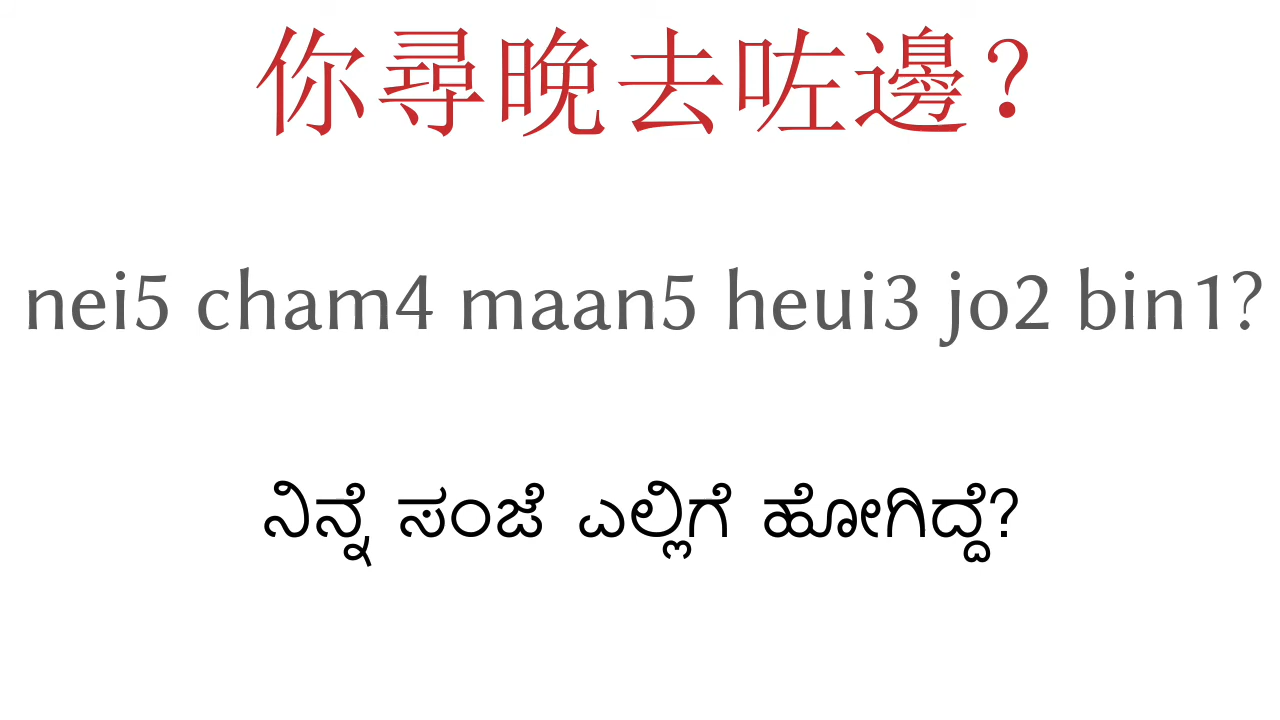 你尋晚去咗邊？
nei5 cham4 maan5 heui3 jo2 bin1?
ನಿನ್ನೆ ಸಂಜೆ ಎಲ್ಲಿಗೆ ಹೋಗಿದ್ದೆ?